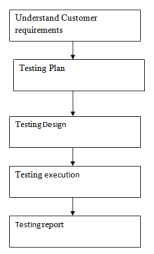 Understand Customer
requirements
Testing Plan
Testing Design
Testing execution
Testing report